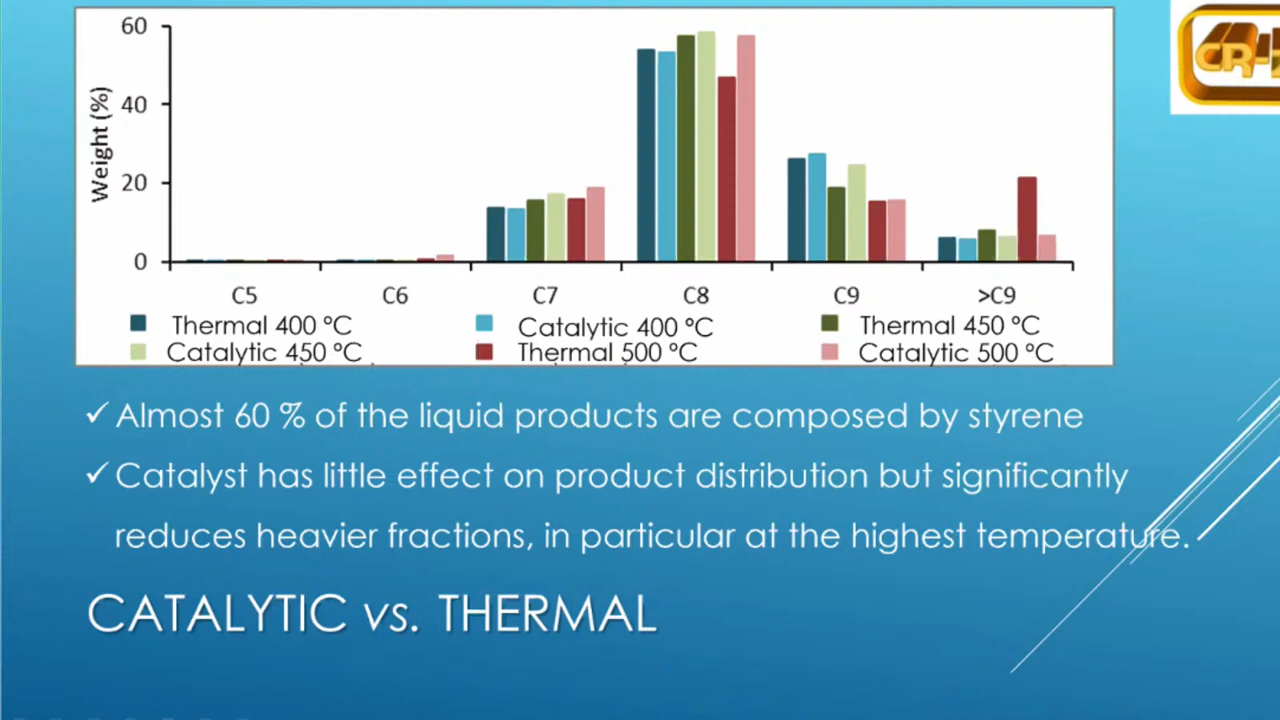 60
40
20
0
Weight (%)
C5 C6 C7 C8 C9 >C9
Thermal 400 °C Catalytic 400 °C Thermal 450 °C
Catalytic 450 °C Thermal 500 °C Catalytic 500 °C
✓ Almost 60 % of the liquid products are composed by styrene
✓ Catalyst has little effect on product distribution but significantly
reduces heavier fractions, in particular at the highest temperature.
CATALYTIC vs. THERMAL
CR-